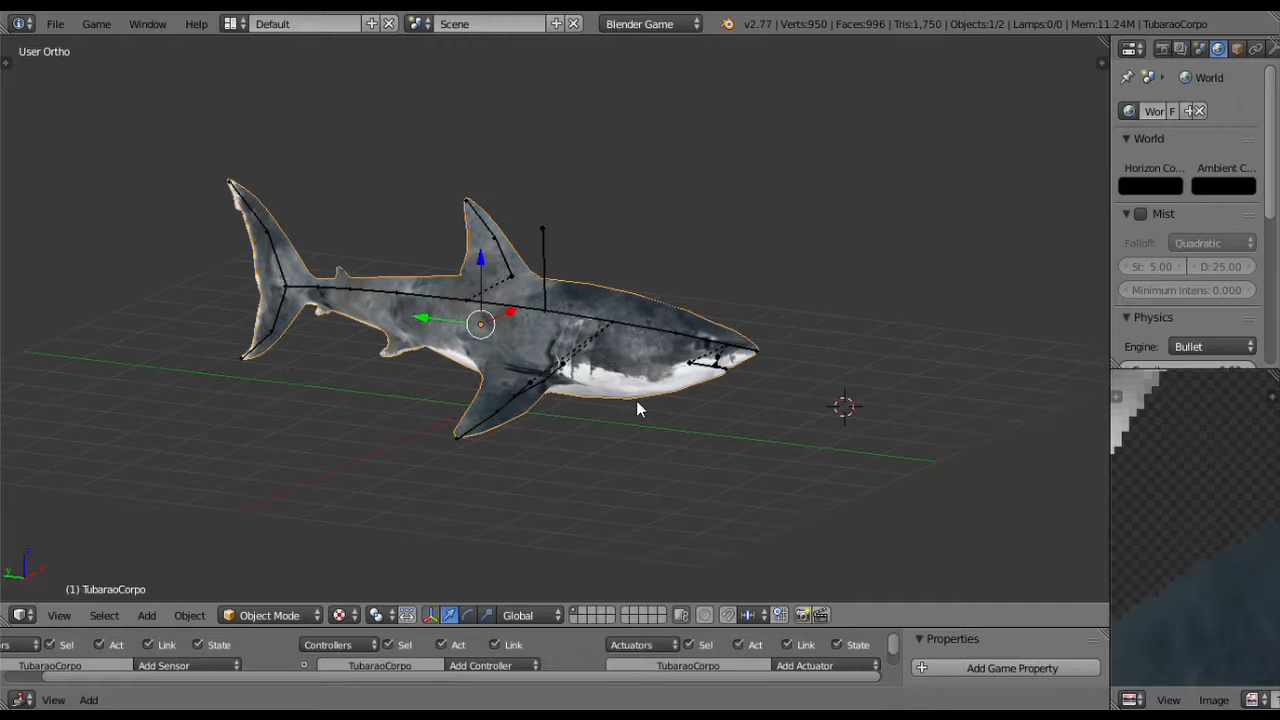 File Game Window Help Default Scene Blender Game v2.77 | Verts:950 | Faces:996 | Tris:1,750 | Objects:1/2 | Lamps:0/0 | Mem:11.24M | TubaraoCorpo
User Ortho
World
Wor F
World
Horizon Co... Ambient C...
Mist
Falloff: Quadratic
St: 5.00 D:25.00
Minimum Intens: 0.000
Physics
Engine: Bullet
z
y x
(1) TubaraoCorpo
View Select Add Object Object Mode Global
Sel Act Link State Controllers Sel Act Link Actuators Sel Act Link State Properties
TubaraoCorpo Add Sensor TubaraoCorpo Add Controller TubaraoCorpo Add Actuator Add Game Property
View Add View Image